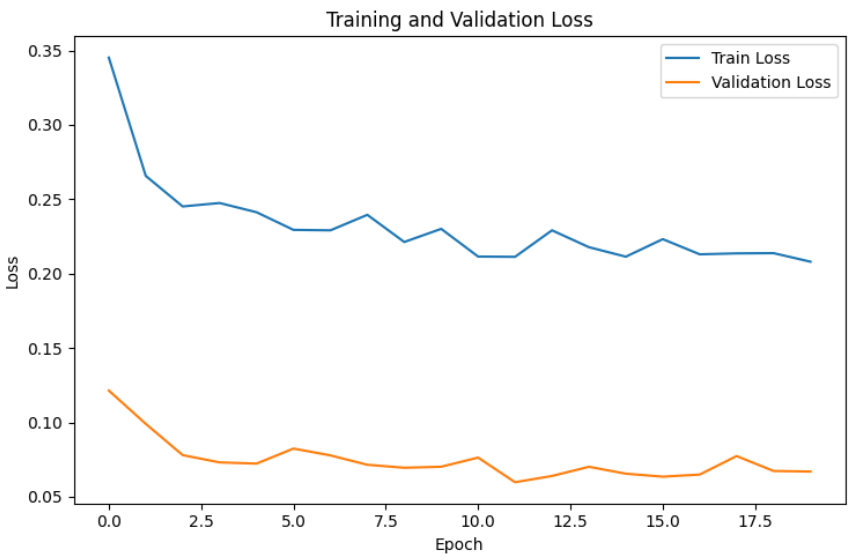 Training and Validation Loss
Train Loss
Validation Loss
0.35
0.30
0.25
0.20
0.15
0.10
0.05
Loss
0.0 2.5 5.0 7.5 10.0 12.5 15.0 17.5
Epoch